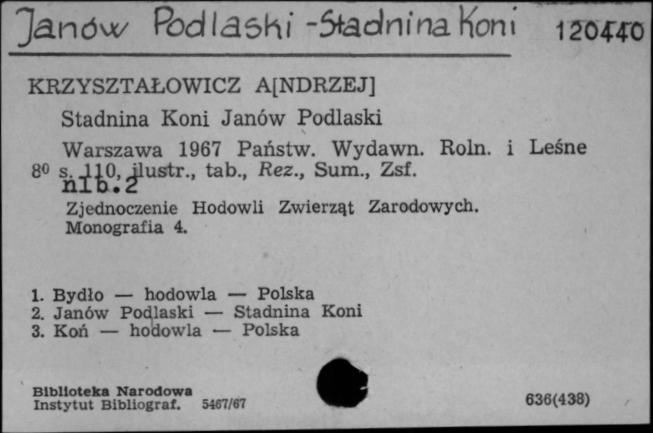 Janów Podlaski - Stadnina Koni 120440
KRZYSZTAŁOWICZ A[NDRZEJ]
Stadnina Koni Janów Podlaski
Warszawa 1967 Państw. Wydawn. Roln. i Leśne
8⁰ s. 110, ilustr., tab., Rez., Sum., Zsf.
nlb.2
Zjednoczenie Hodowli Zwierząt Zarodowych.
Monografia 4.
1. Bydło — hodowla — Polska
2. Janów Podlaski — Stadnina Koni
3. Koń — hodowla — Polska
Biblioteka Narodowa
Instytut Bibliograf. 5467/67 636(438)